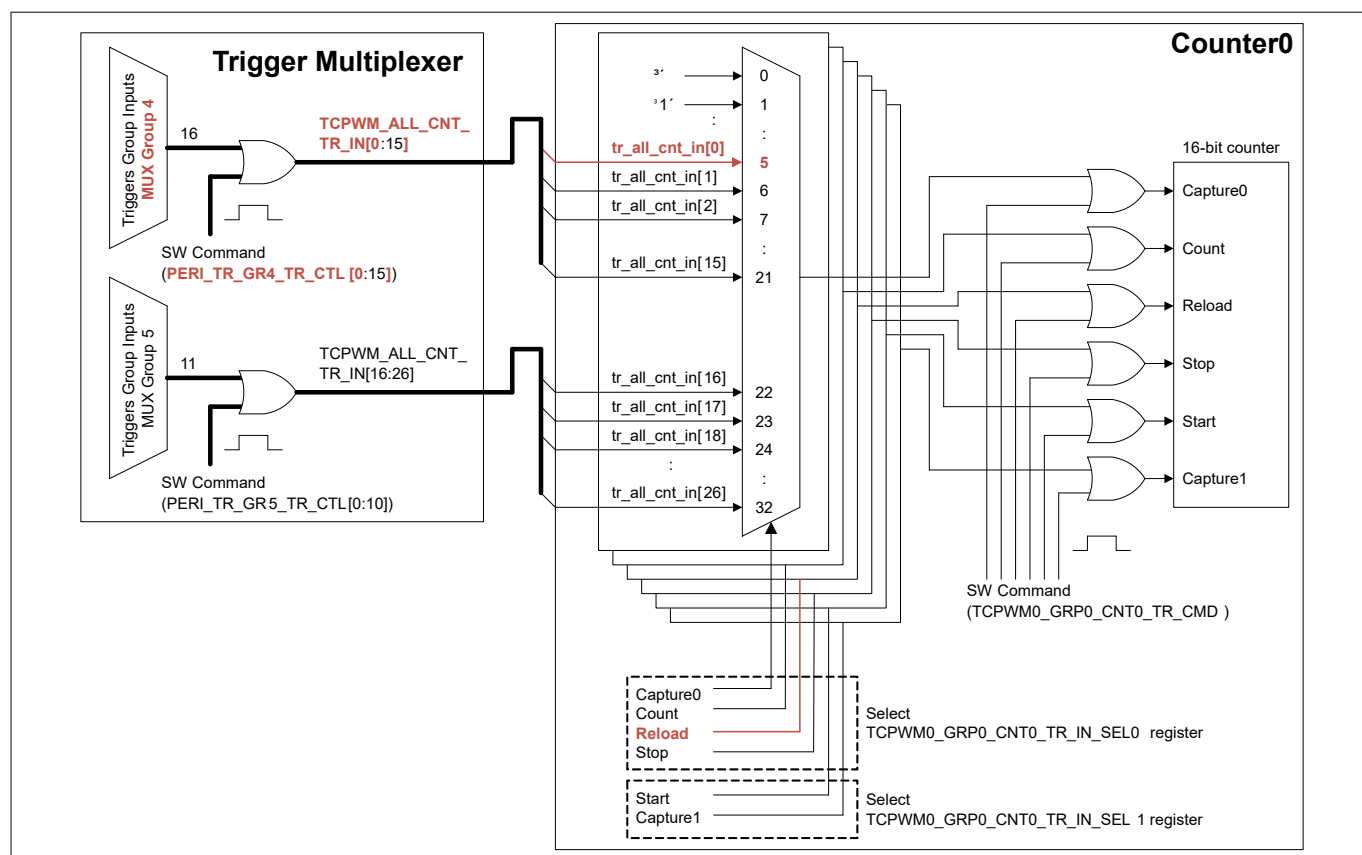 Trigger Multiplexer
Counter0
Triggers Group Inputs
MUX Group 4
16
TCPWM_ALL_CNT_
TR_IN[0:15]
SW Command
(PERI_TR_GR4_TR_CTL [0:15])
Triggers Group Inputs
MUX Group 5
11
TCPWM_ALL_CNT_
TR_IN[16:26]
SW Command
(PERI_TR_GR5_TR_CTL[0:10])
0
1
:
:
tr_all_cnt_in[0]
5
tr_all_cnt_in[1]
6
tr_all_cnt_in[2]
7
:
tr_all_cnt_in[15]
21
tr_all_cnt_in[16]
22
tr_all_cnt_in[17]
23
tr_all_cnt_in[18]
24
:
:
tr_all_cnt_in[26]
32
16-bit counter
Capture0
Count
Reload
Stop
Start
Capture1
SW Command
(TCPWM0_GRP0_CNT0_TR_CMD )
Capture0
Count
Reload
Stop
Select
TCPWM0_GRP0_CNT0_TR_IN_SEL0 register
Start
Capture1
Select
TCPWM0_GRP0_CNT0_TR_IN_SEL 1 register